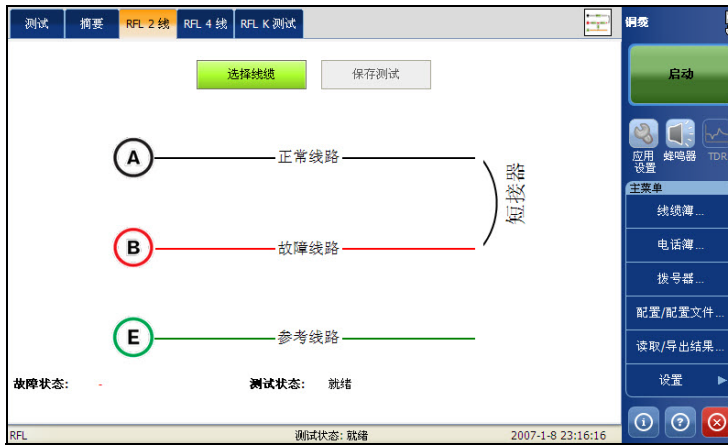 测试 摘要 RFL 2 线 RFL 4 线 RFL K 测试
选择线缆 保存测试
A 正常线路
短接器
B 故障线路
E 参考线路
故障状态: - 测试状态: 就绪
RFL 测试状态: 就绪 2007-1-8 23:16:16
铜缆
启动
应用设置 蜂鸣器 TDR
主菜单
线缆簿...
电话簿...
拨号器...
配置/配置文件...
读取/导出结果...
设置